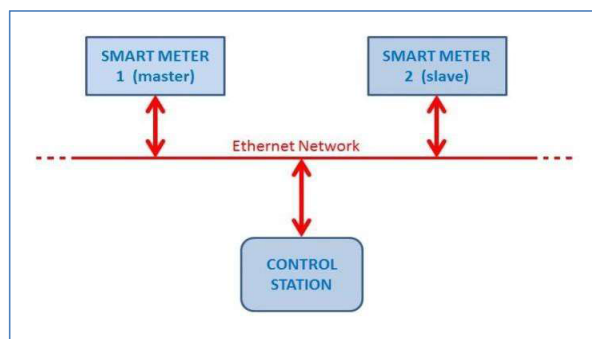 SMART METER
1 (master)
SMART METER
2 (slave)
Ethernet Network
CONTROL
STATION